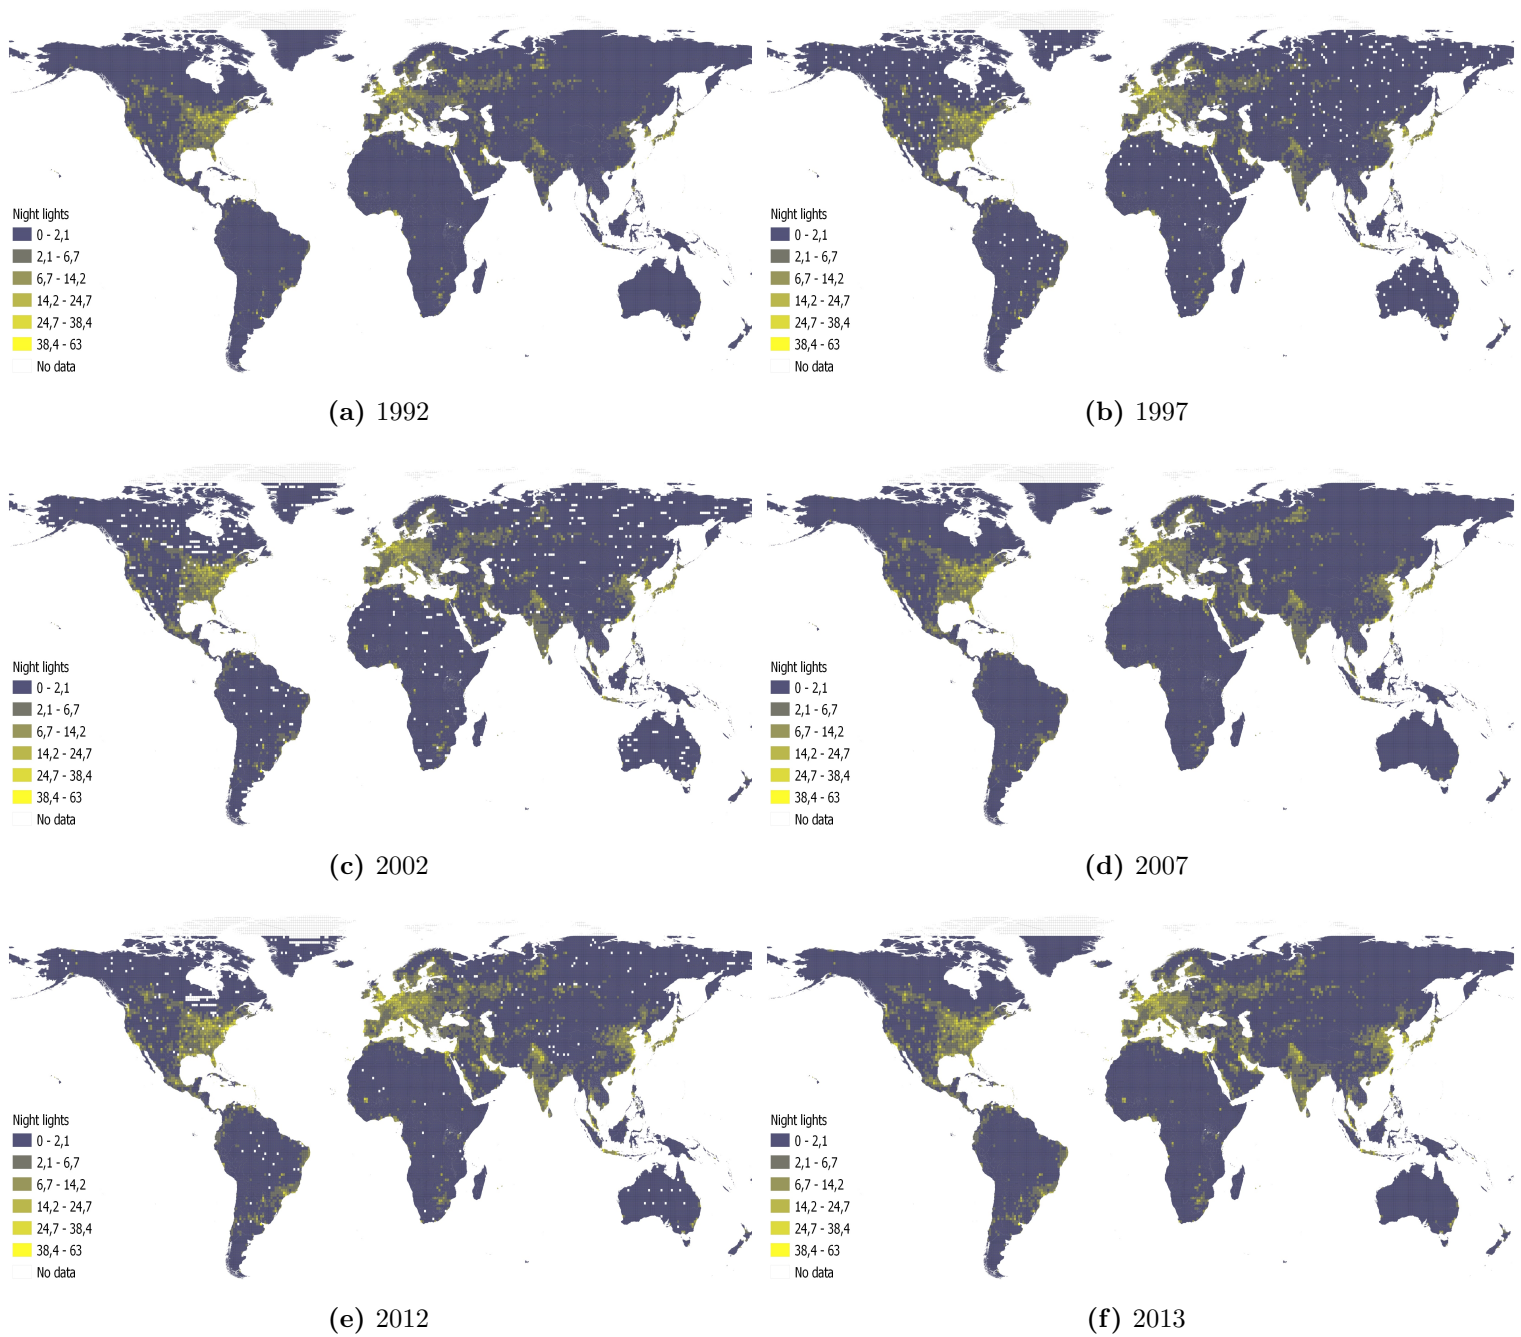 Night lights
0 - 2,1
2,1 - 6,7
6,7 - 14,2
14,2 - 24,7
24,7 - 38,4
38,4 - 63
No data
(a) 1992
Night lights
0 - 2,1
2,1 - 6,7
6,7 - 14,2
14,2 - 24,7
24,7 - 38,4
38,4 - 63
No data
(b) 1997
Night lights
0 - 2,1
2,1 - 6,7
6,7 - 14,2
14,2 - 24,7
24,7 - 38,4
38,4 - 63
No data
(c) 2002
Night lights
0 - 2,1
2,1 - 6,7
6,7 - 14,2
14,2 - 24,7
24,7 - 38,4
38,4 - 63
No data
(d) 2007
Night lights
0 - 2,1
2,1 - 6,7
6,7 - 14,2
14,2 - 24,7
24,7 - 38,4
38,4 - 63
No data
(e) 2012
Night lights
0 - 2,1
2,1 - 6,7
6,7 - 14,2
14,2 - 24,7
24,7 - 38,4
38,4 - 63
No data
(f) 2013